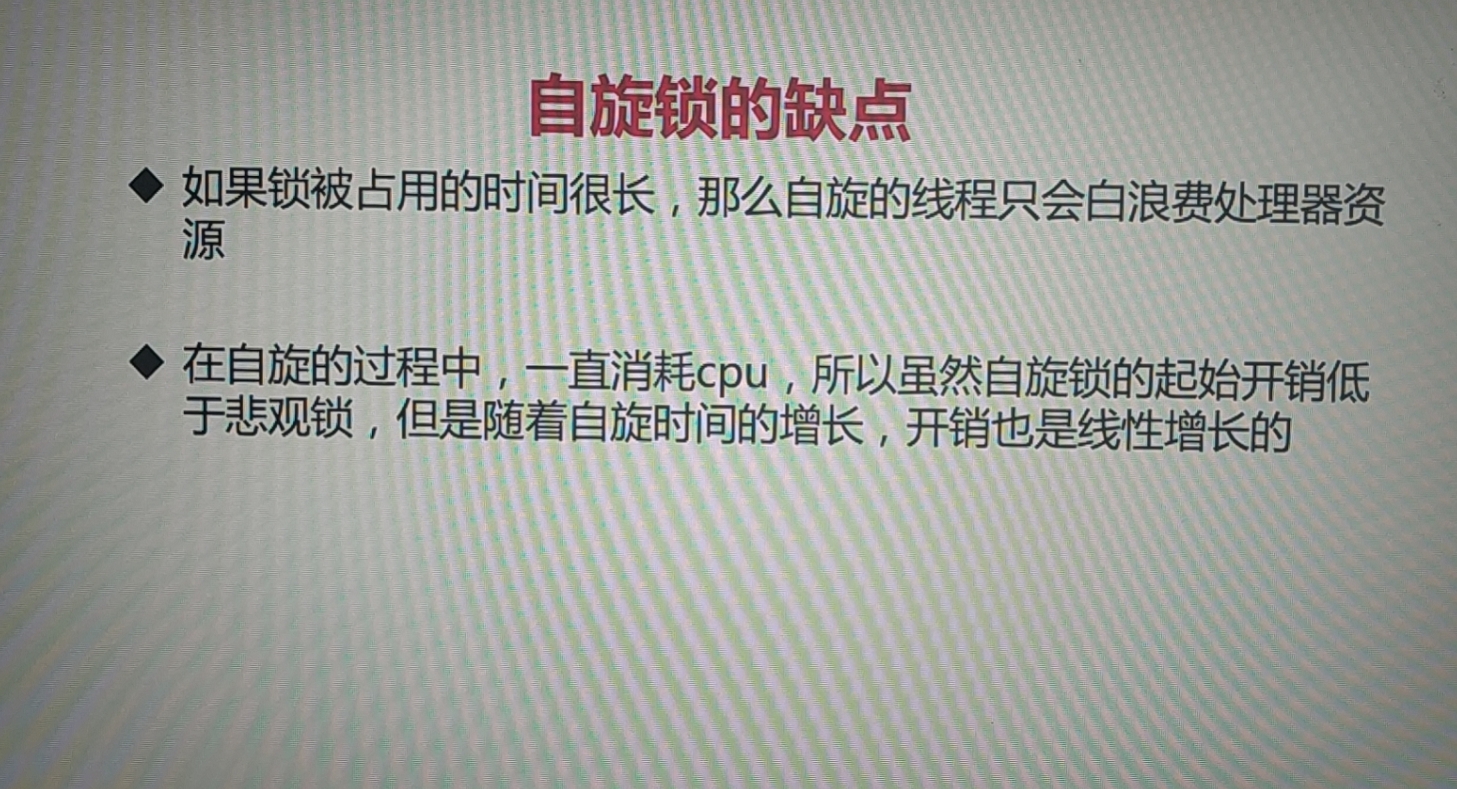 自旋锁的缺点
◆ 如果锁被占用的时间很长，那么自旋的线程只会白浪费处理器资
源
◆ 在自旋的过程中，一直消耗cpu，所以虽然自旋锁的起始开销低
于悲观锁，但是随着自旋时间的增长，开销也是线性增长的